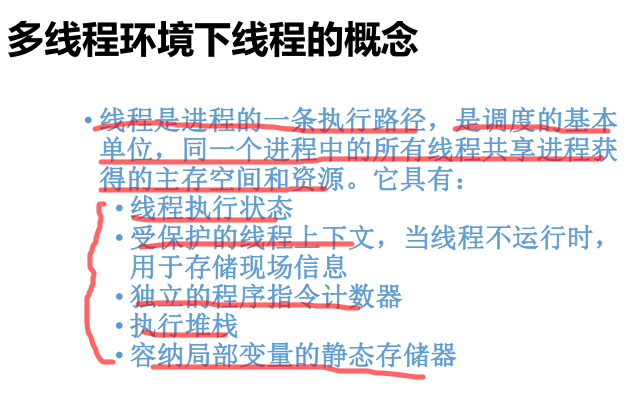 多线程环境下线程的概念
•线程是进程的一条执行路径，是调度的基本
单位，同一个进程中的所有线程共享进程获
得的主存空间和资源。它具有：
•线程执行状态
•受保护的线程上下文，当线程不运行时，
用于存储现场信息
•独立的程序指令计数器
•执行堆栈
•容纳局部变量的静态存储器